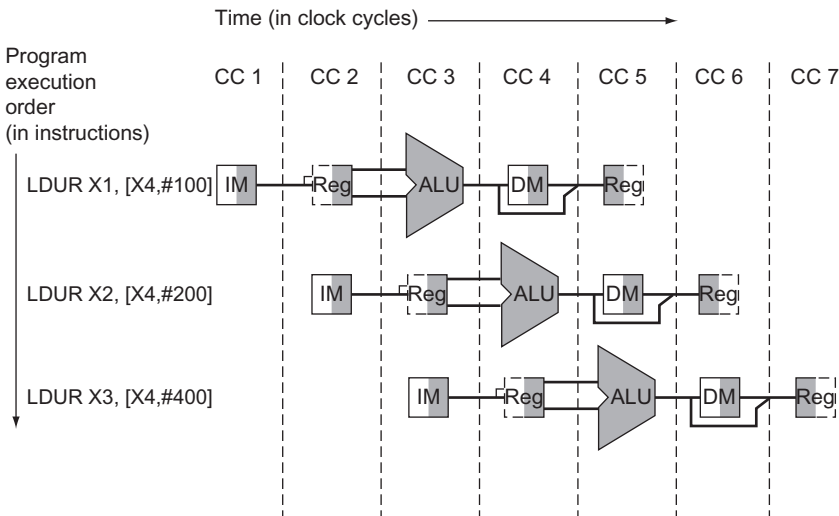 Time (in clock cycles)
Program
execution
order
(in instructions)
CC 1 CC 2 CC 3 CC 4 CC 5 CC 6 CC 7
LDUR X1, [X4,#100] IM Reg ALU DM Reg
LDUR X2, [X4,#200] IM Reg ALU DM Reg
LDUR X3, [X4,#400] IM Reg ALU DM Reg